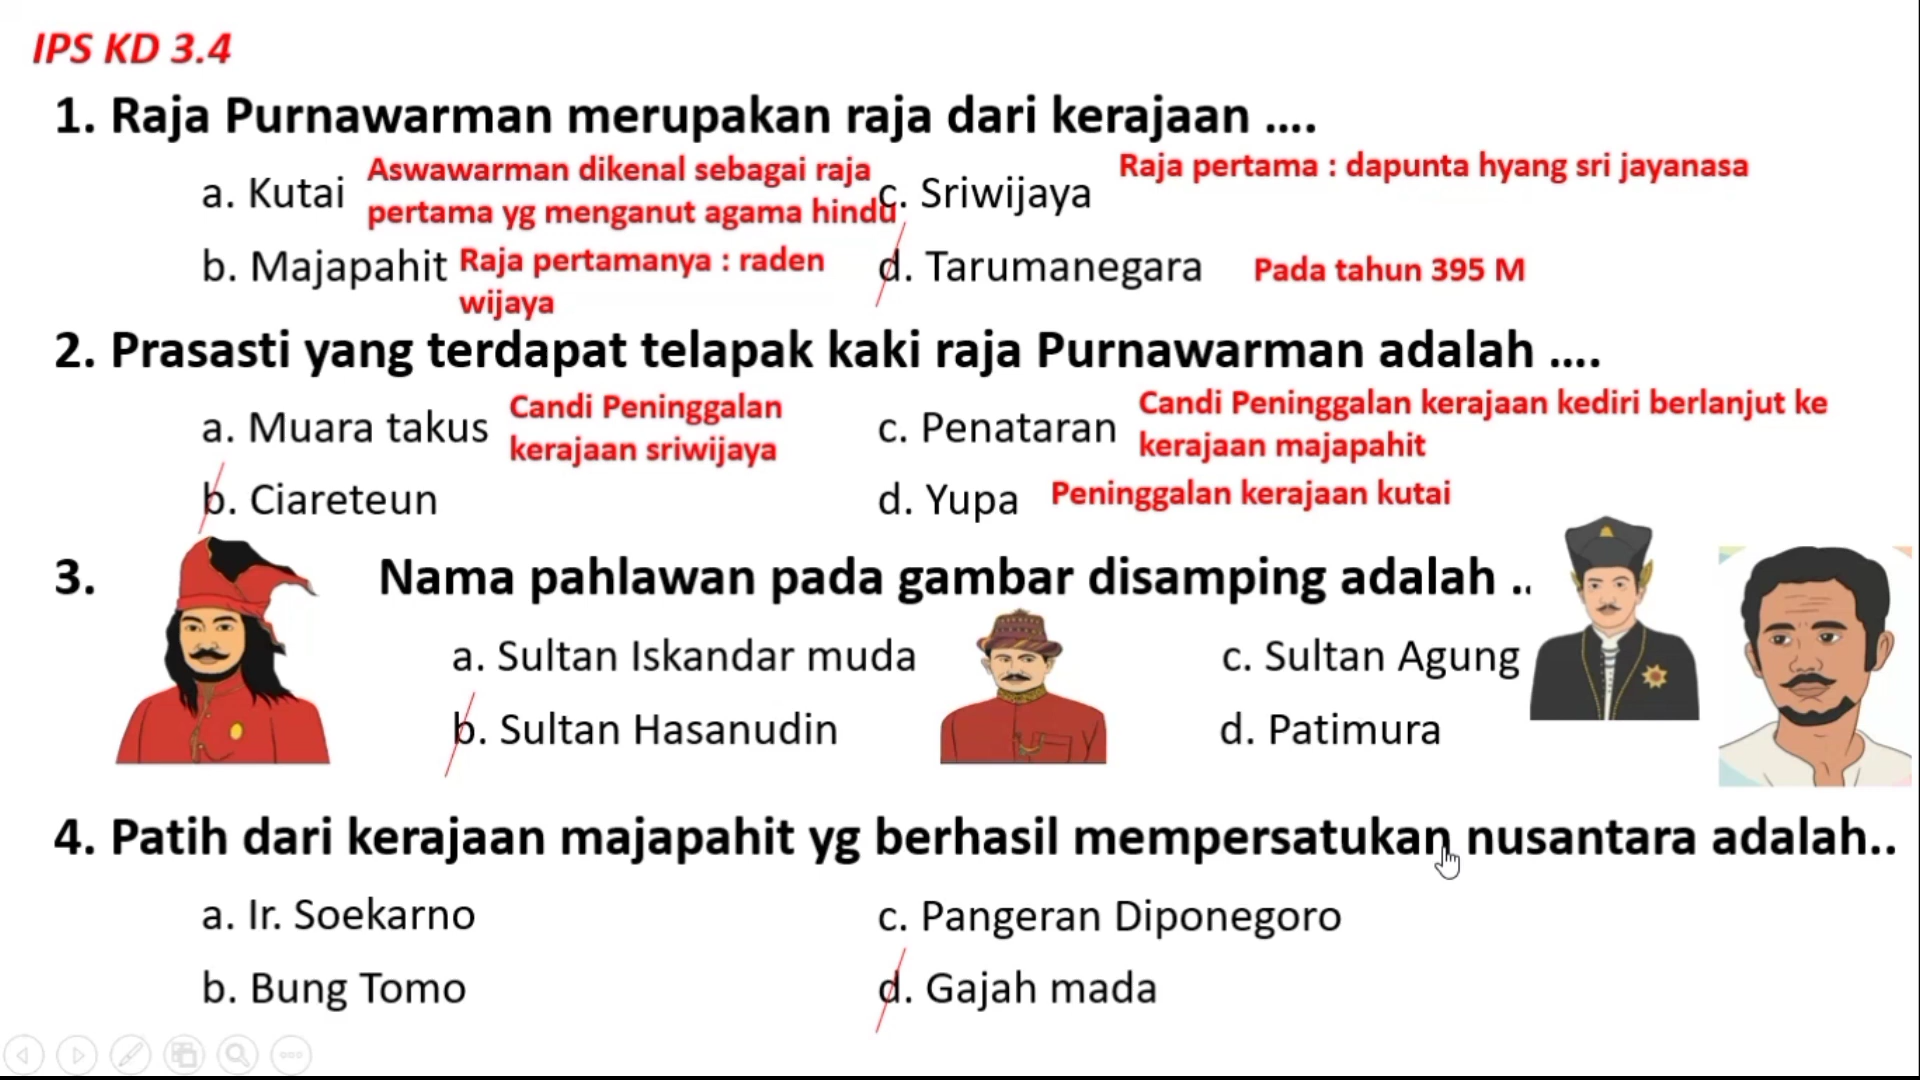 IPS KD 3.4
1. Raja Purnawarman merupakan raja dari kerajaan ....
a. Kutai
Aswawarman dikenal sebagai raja
pertama yg menganut agama hindu
c. Sriwijaya
Raja pertama : dapunta hyang sri jayanasa
b. Majapahit
Raja pertamanya : raden
wijaya
d. Tarumanegara
Pada tahun 395 M
2. Prasasti yang terdapat telapak kaki raja Purnawarman adalah ....
a. Muara takus
Candi Peninggalan
kerajaan sriwijaya
c. Penataran
Candi Peninggalan kerajaan kediri berlanjut ke
kerajaan majapahit
b. Ciareteun
d. Yupa
Peninggalan kerajaan kutai
3. Nama pahlawan pada gambar disamping adalah ..
a. Sultan Iskandar muda
c. Sultan Agung
b. Sultan Hasanudin
d. Patimura
4. Patih dari kerajaan majapahit yg berhasil mempersatukan nusantara adalah..
a. Ir. Soekarno
c. Pangeran Diponegoro
b. Bung Tomo
d. Gajah mada